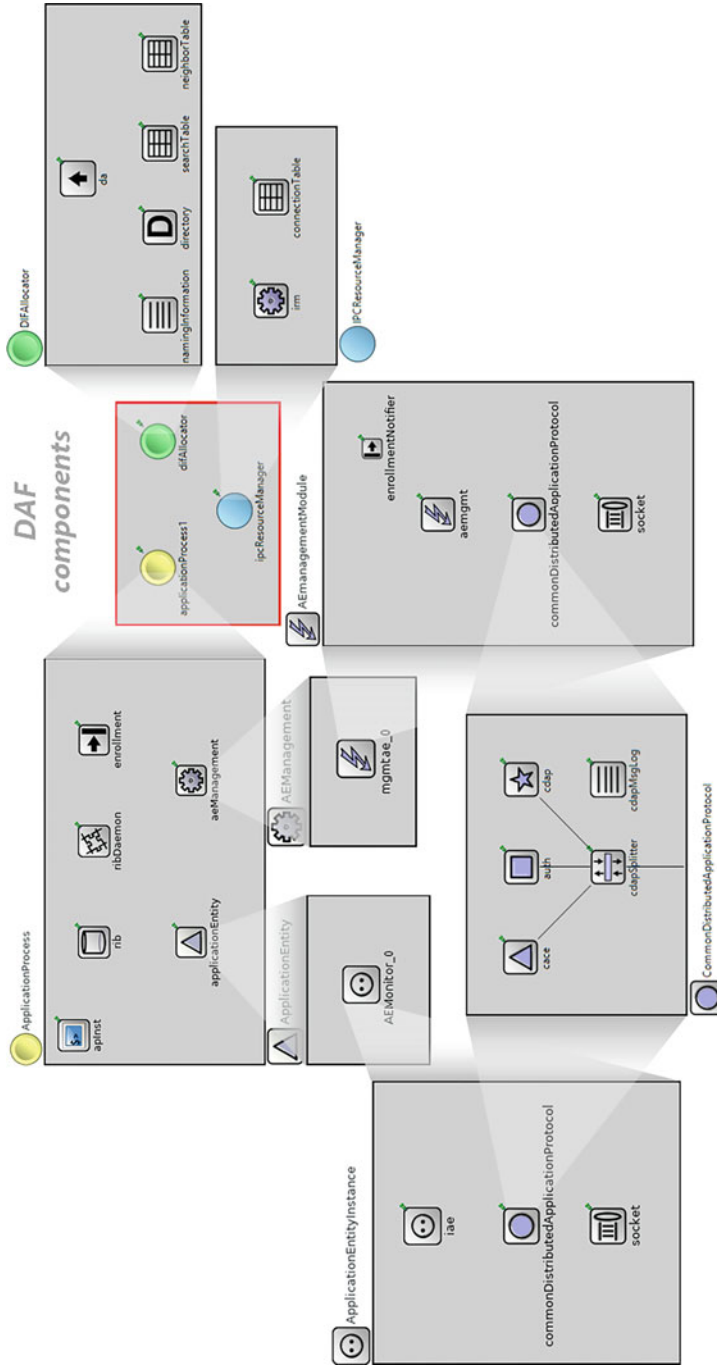 DAF
components
ApplicationProcess
apInst
rib
ribDaemon
enrollment
applicationEntity
aeManagement
applicationProcess1
difAllocator
ipcResourceManager
DIFAllocator
da
namingInformation
directory
searchTable
neighborTable
IPCResourceManager
irm
connectionTable
ApplicationEntity
AEMonitor_0
AEManagement
mgmtae_0
AEmanagementModule
enrollmentNotifier
aemgmt
commonDistributedApplicationProtocol
socket
ApplicationEntityInstance
iae
commonDistributedApplicationProtocol
socket
CommonDistributedApplicationProtocol
cace
auth
cdap
cdapSplitter
cdapMsgLog
$>
D